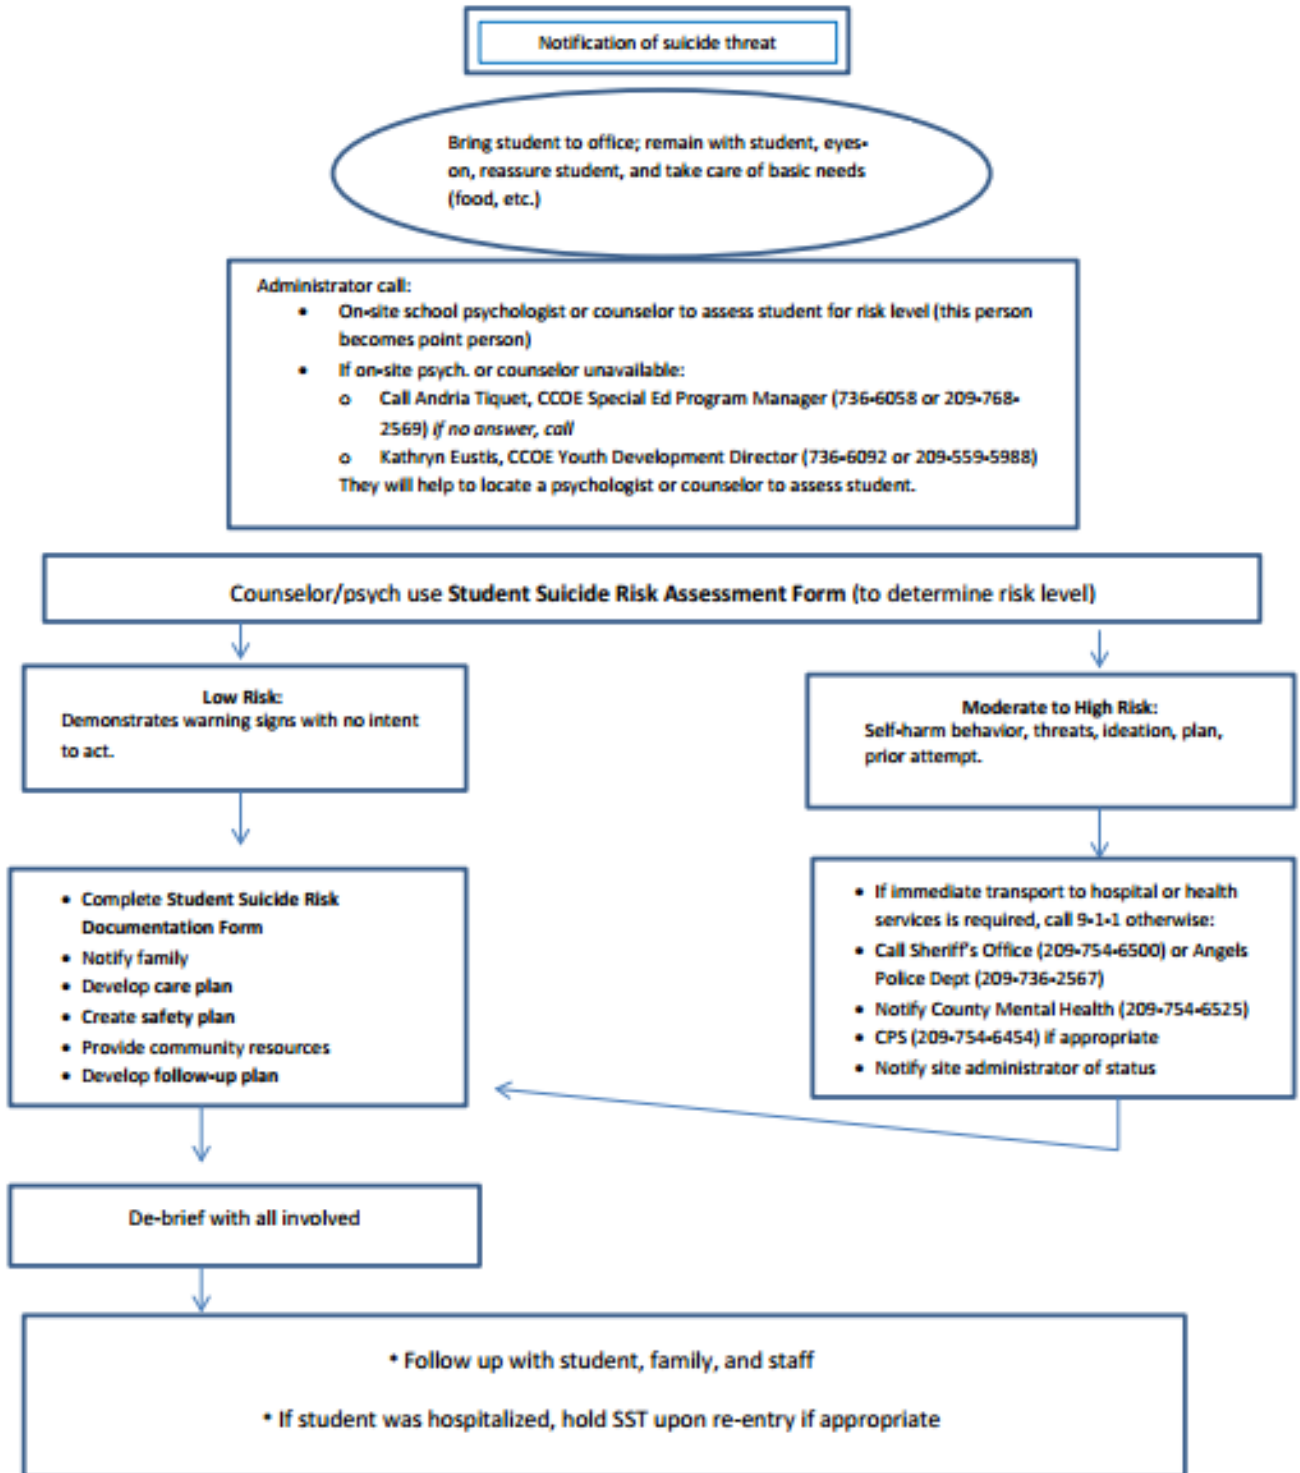 Notification of suicide threat
Bring student to office; remain with student, eyes-
on, reassure student, and take care of basic needs
(food, etc.)
Administrator call:
• On-site school psychologist or counselor to assess student for risk level (this person
becomes point person)
• If on-site psych. or counselor unavailable:
o Call Andria Tiquet, CCOE Special Ed Program Manager (736-6058 or 209-768-
2569) if no answer, call
o Kathryn Eustis, CCOE Youth Development Director (736-6092 or 209-559-5988)
They will help to locate a psychologist or counselor to assess student.
Counselor/psych use Student Suicide Risk Assessment Form (to determine risk level)
Low Risk:
Demonstrates warning signs with no intent
to act.
Moderate to High Risk:
Self-harm behavior, threats, ideation, plan,
prior attempt.
• Complete Student Suicide Risk
Documentation Form
• Notify family
• Develop care plan
• Create safety plan
• Provide community resources
• Develop follow-up plan
• If immediate transport to hospital or health
services is required, call 9-1-1 otherwise:
• Call Sheriff's Office (209-754-6500) or Angels
Police Dept (209-736-2567)
• Notify County Mental Health (209-754-6525)
• CPS (209-754-6454) if appropriate
• Notify site administrator of status
De-brief with all involved
* Follow up with student, family, and staff
* If student was hospitalized, hold SST upon re-entry if appropriate